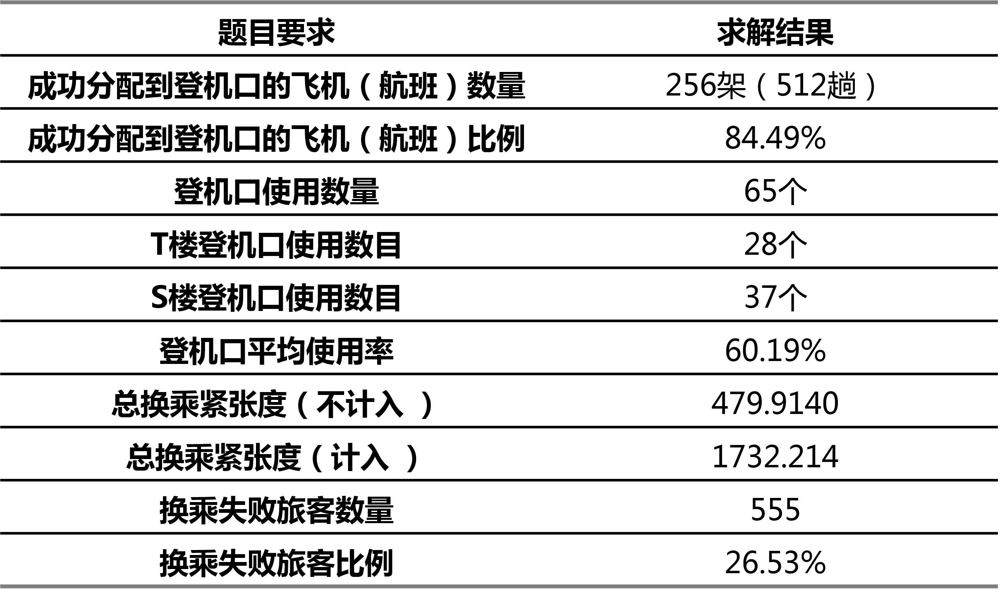 题目要求 求解结果
成功分配到登机口的飞机（航班）数量 256架（512趟）
成功分配到登机口的飞机（航班）比例 84.49%
登机口使用数量 65个
T楼登机口使用数目 28个
S楼登机口使用数目 37个
登机口平均使用率 60.19%
总换乘紧张度（不计入 ） 479.9140
总换乘紧张度（计入 ） 1732.214
换乘失败旅客数量 555
换乘失败旅客比例 26.53%